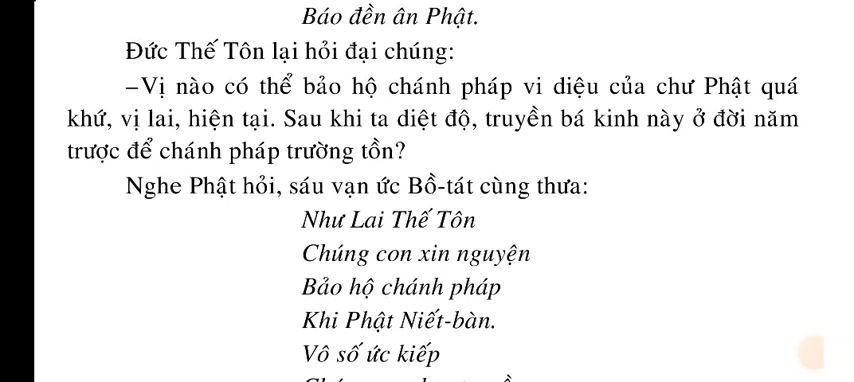 Báo đền ân Phật.
Đức Thế Tôn lại hỏi đại chúng:
–Vị nào có thể bảo hộ chánh pháp vi diệu của chư Phật quá
khứ, vị lai, hiện tại. Sau khi ta diệt độ, truyền bá kinh này ở đời năm
trược để chánh pháp trường tồn?
Nghe Phật hỏi, sáu vạn ức Bồ-tát cùng thưa:
Như Lai Thế Tôn
Chúng con xin nguyện
Bảo hộ chánh pháp
Khi Phật Niết-bàn.
Vô số ức kiếp